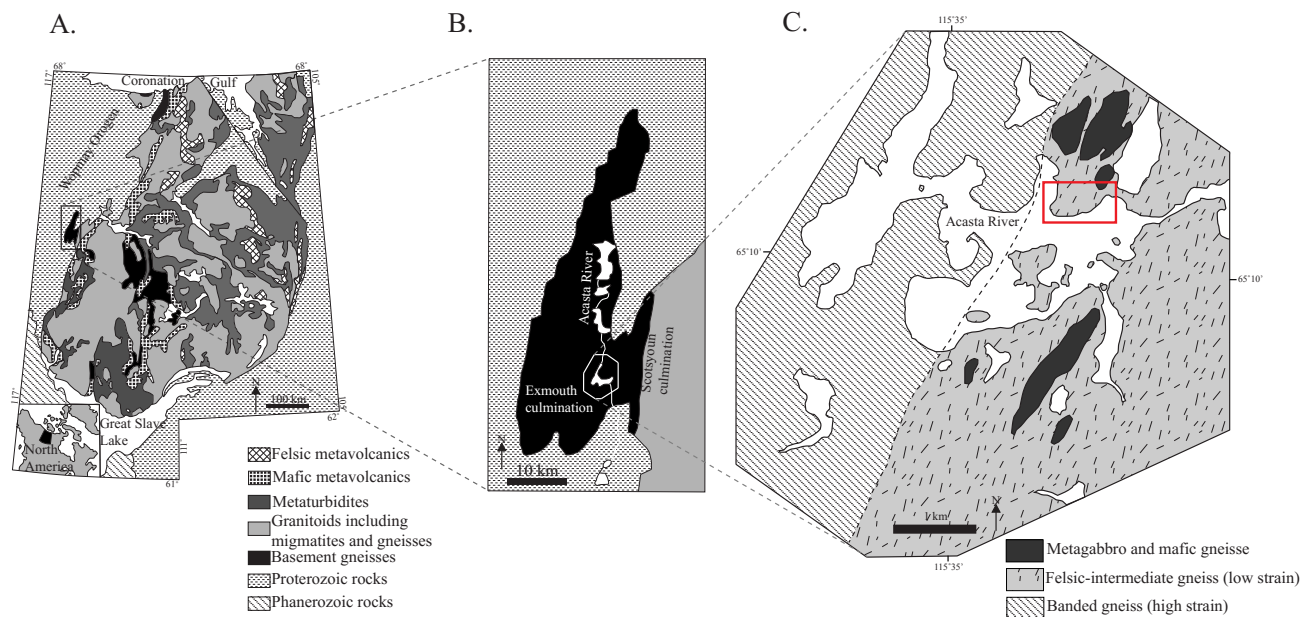 A.
68°
68°
117°
105°
Coronation
Gulf
Wopmay Orogen
N
100 km
117°
105°
62°
Great Slave
Lake
North
America
111°
61°
Felsic metavolcanics
Mafic metavolcanics
Metaturbidites
Granitoids including
migmatites and gneisses
Basement gneisses
Proterozoic rocks
Phanerozoic rocks
B.
Acasta River
Exmouth
culmination
Scotsyoun
culmination
N
10 km
C.
115°35'
Acasta River
65°10'
65°10'
N
1 km
115°35'
Metagabbro and mafic gneisse
Felsic-intermediate gneiss (low strain)
Banded gneiss (high strain)